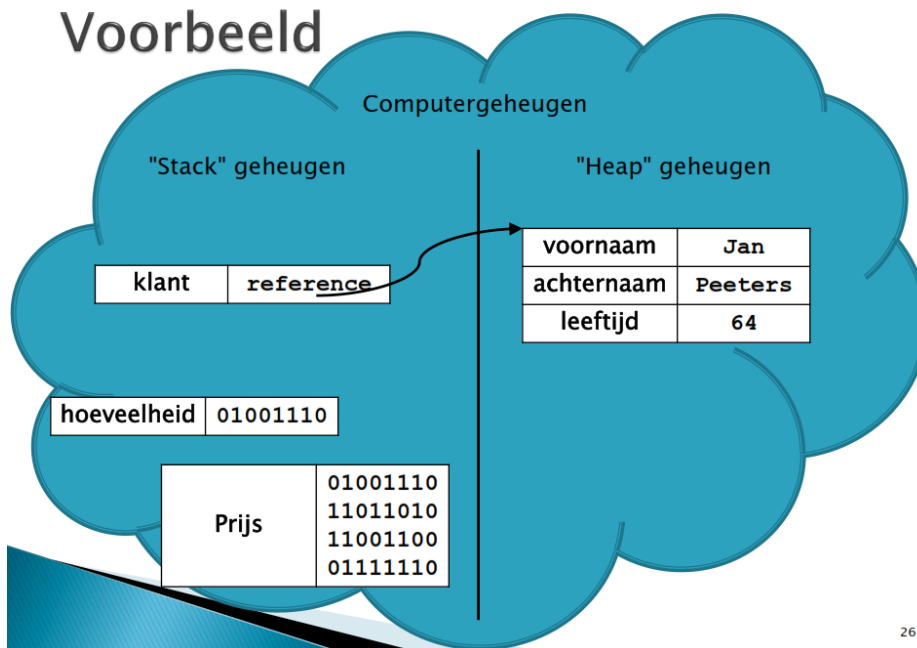 Voorbeeld
Computergeheugen
"Stack" geheugen
"Heap" geheugen
klant reference
voornaam Jan
achternaam Peeters
leeftijd 64
hoeveelheid 01001110
Prijs
01001110
11011010
11001100
01111110
26